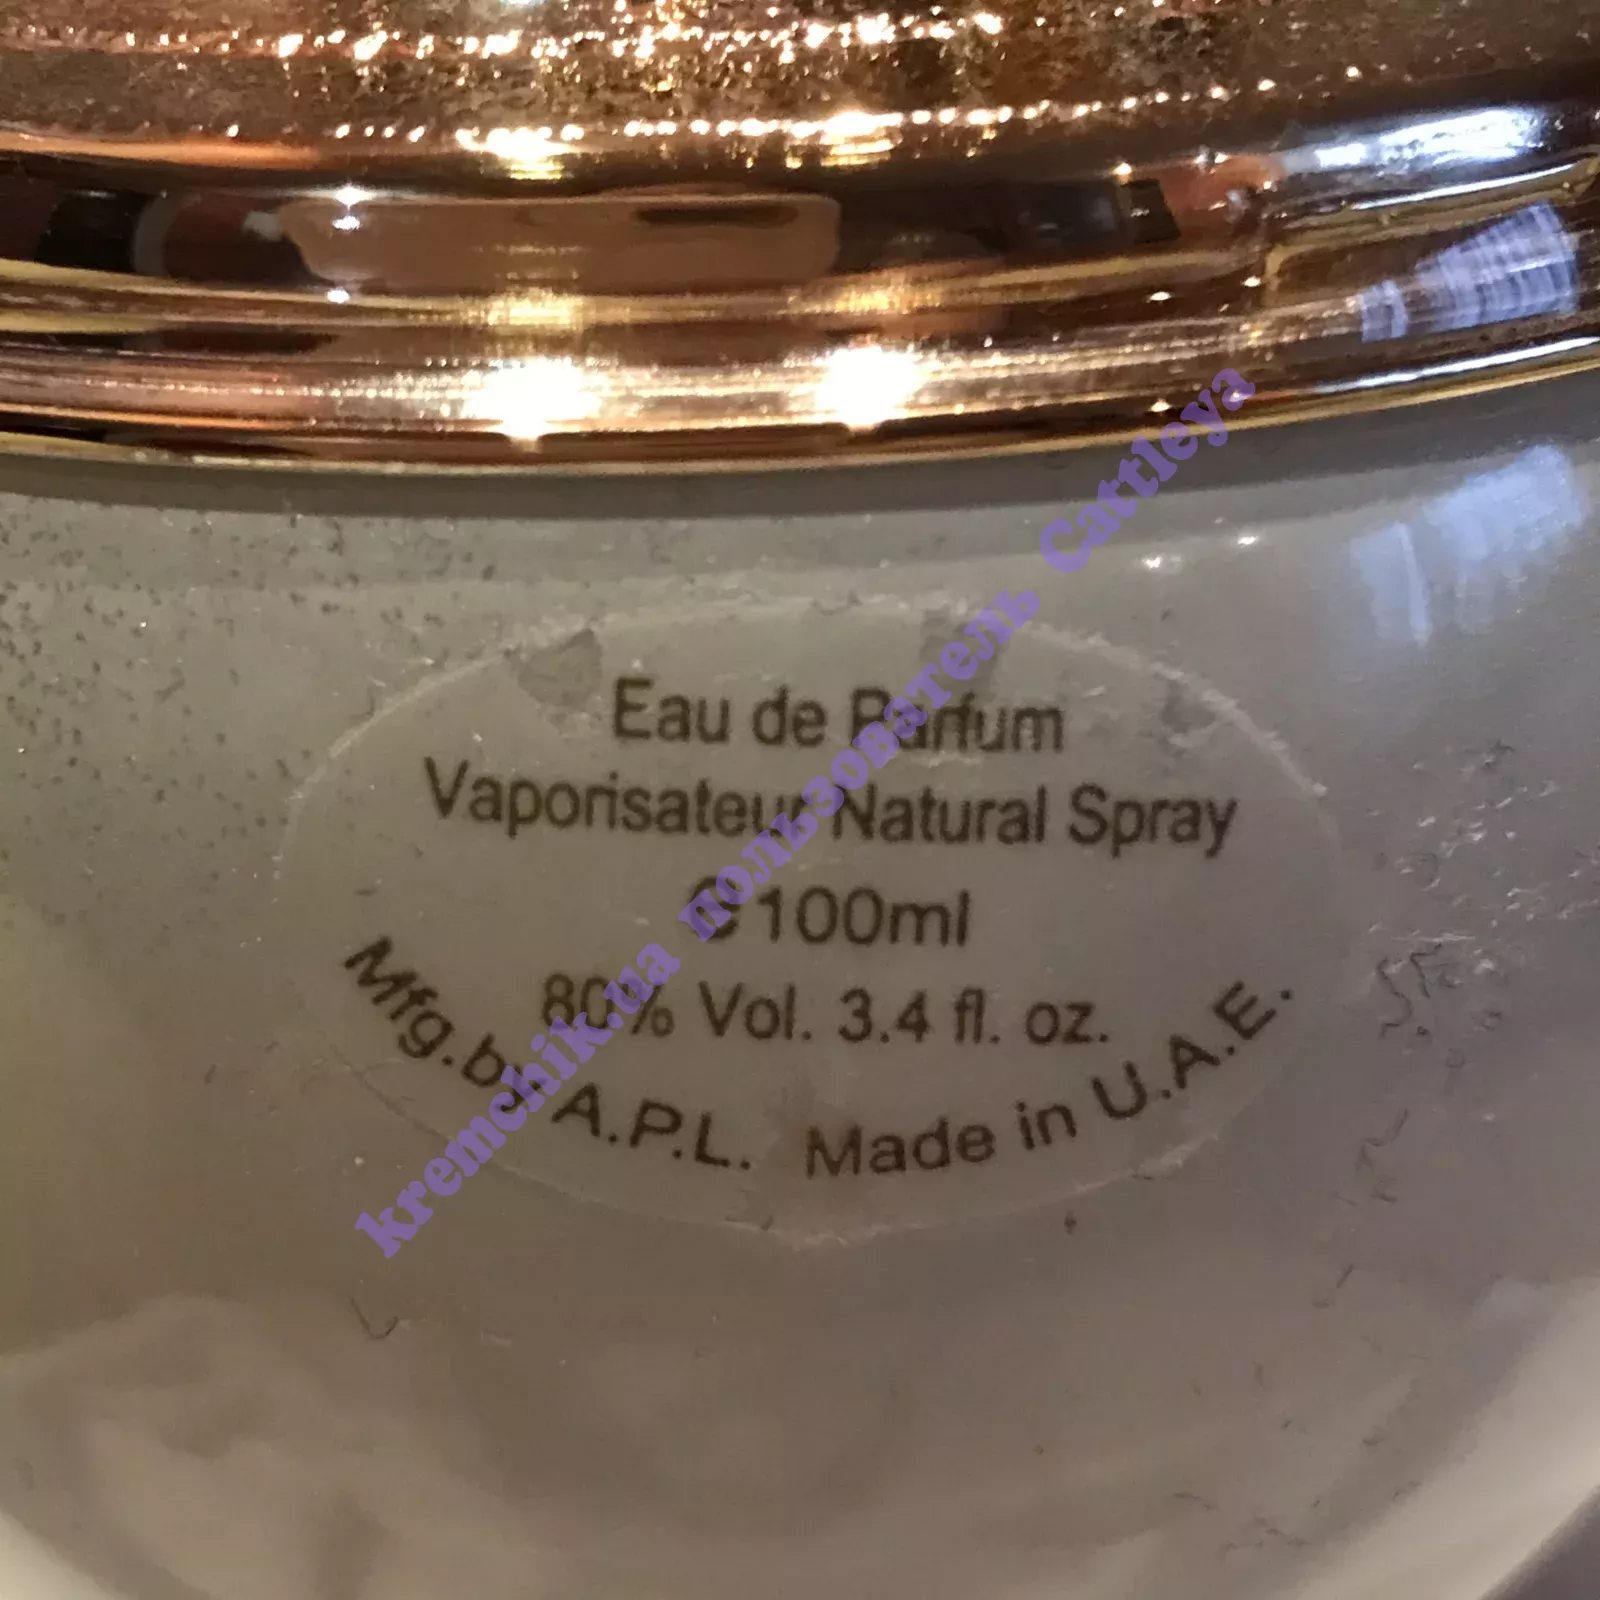 Eau de Parfum
Vaporisateur Natural Spray
℮ 100ml
80% Vol. 3.4 fl. oz.
Mfg.by A.P.L. Made in U.A.E.
kremchik.ua пользователь Cattleya